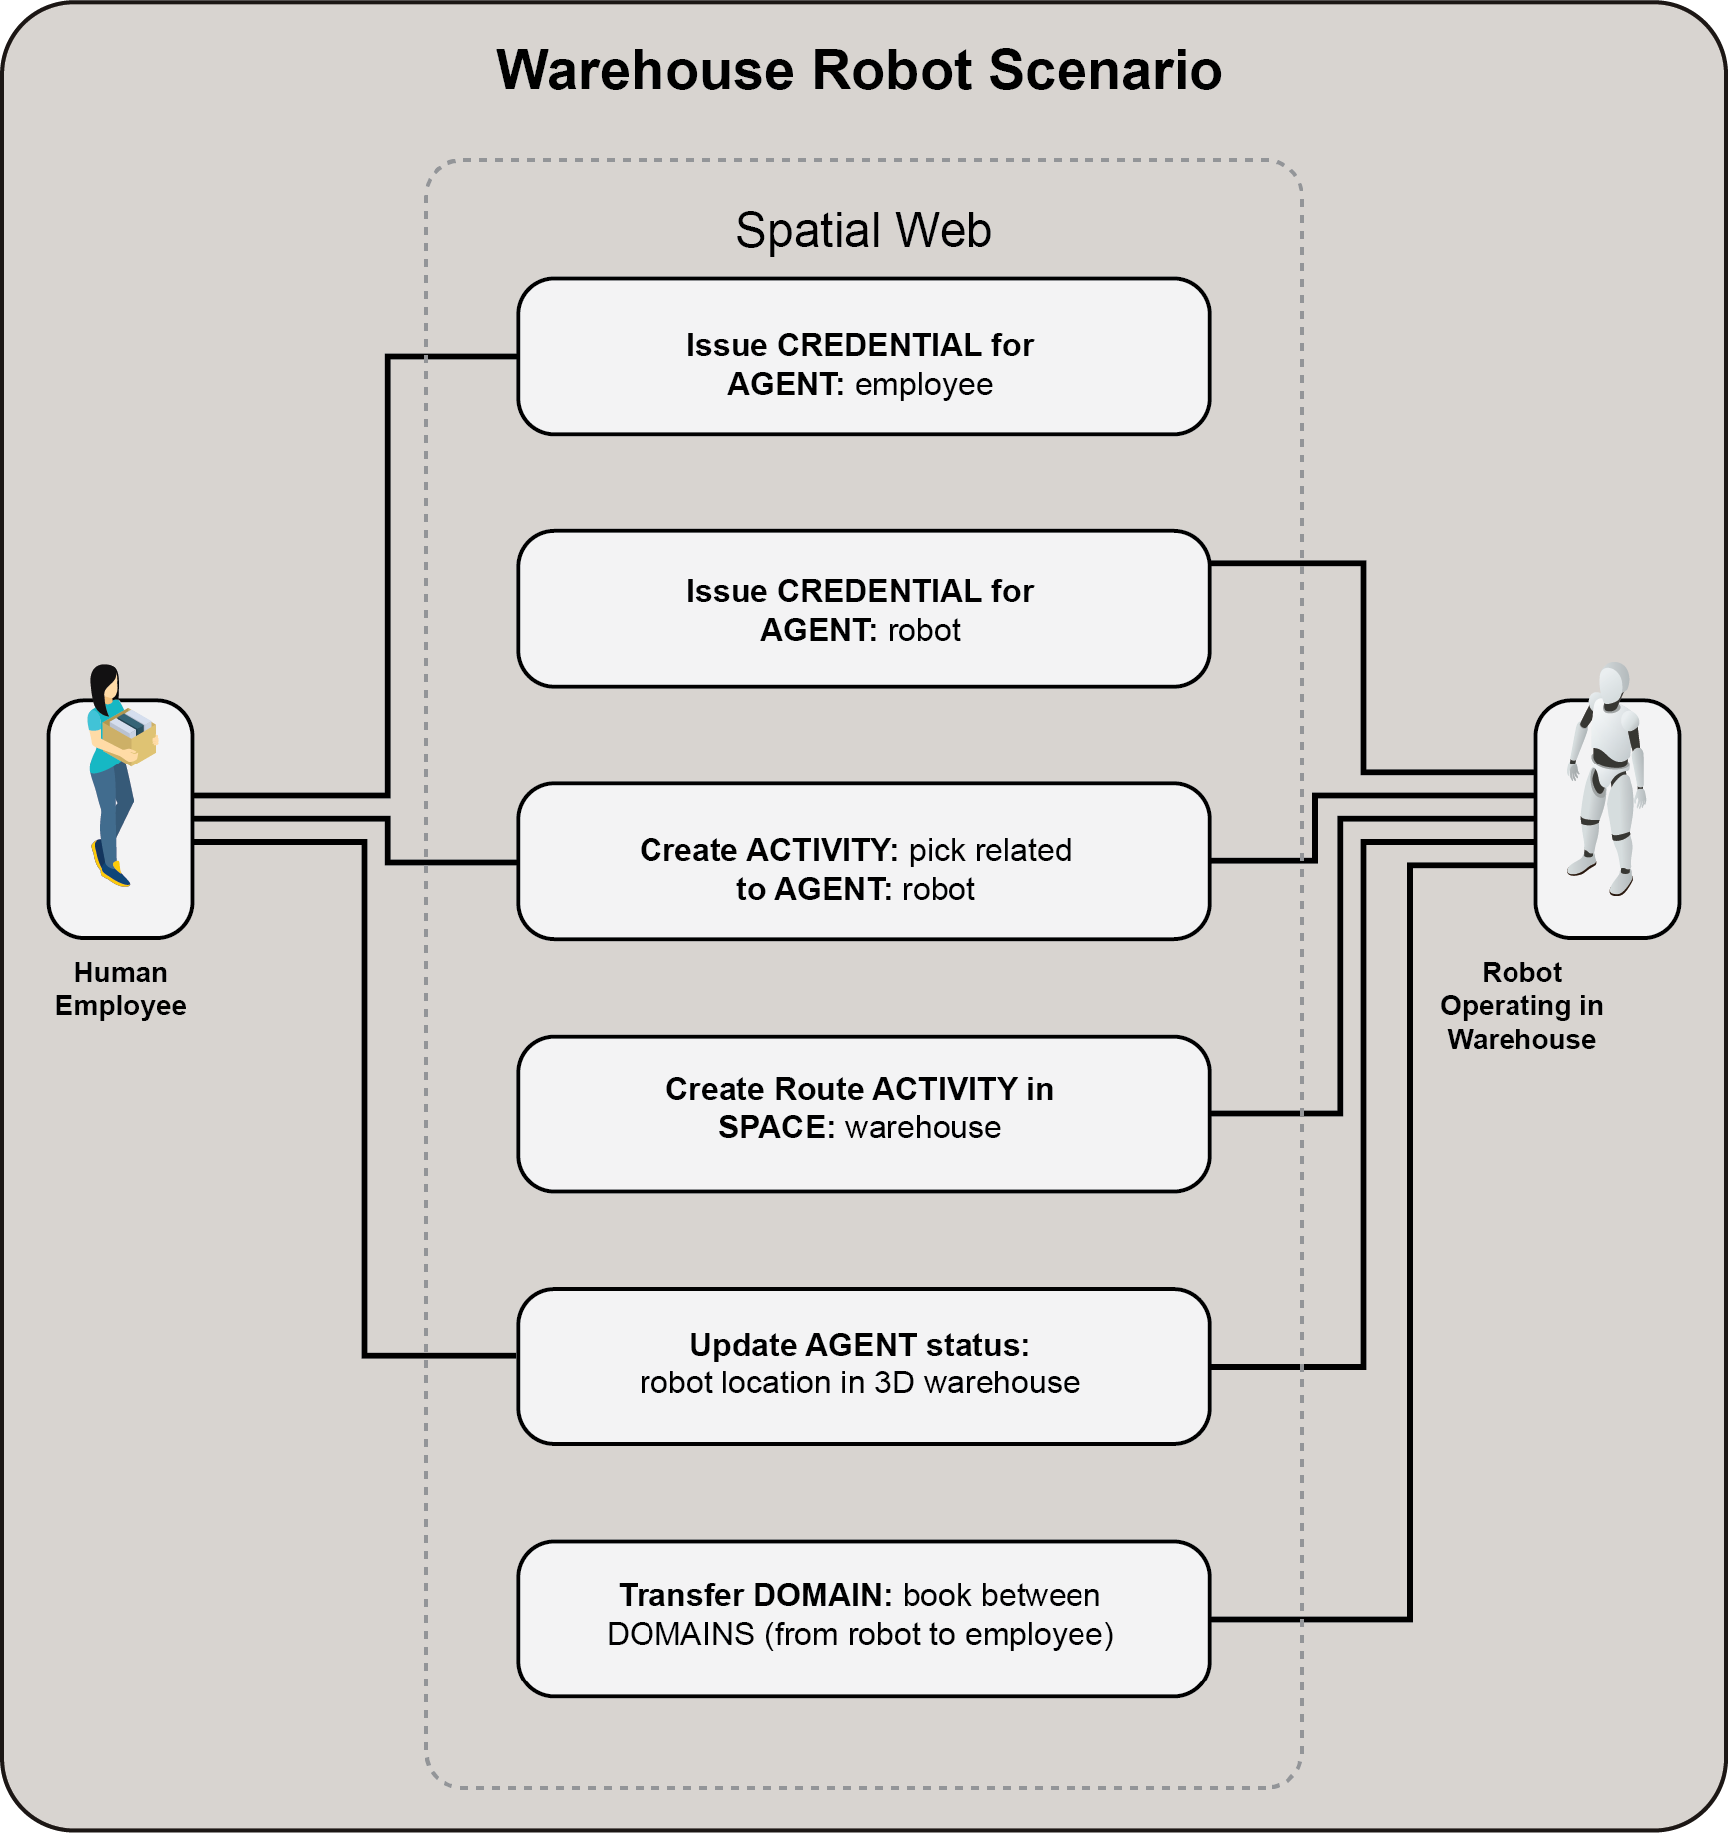 Warehouse Robot Scenario
Spatial Web
Issue CREDENTIAL for
AGENT: employee
Issue CREDENTIAL for
AGENT: robot
Create ACTIVITY: pick related
to AGENT: robot
Human
Employee
Robot
Operating in
Warehouse
Create Route ACTIVITY in
SPACE: warehouse
Update AGENT status:
robot location in 3D warehouse
Transfer DOMAIN: book between
DOMAINS (from robot to employee)